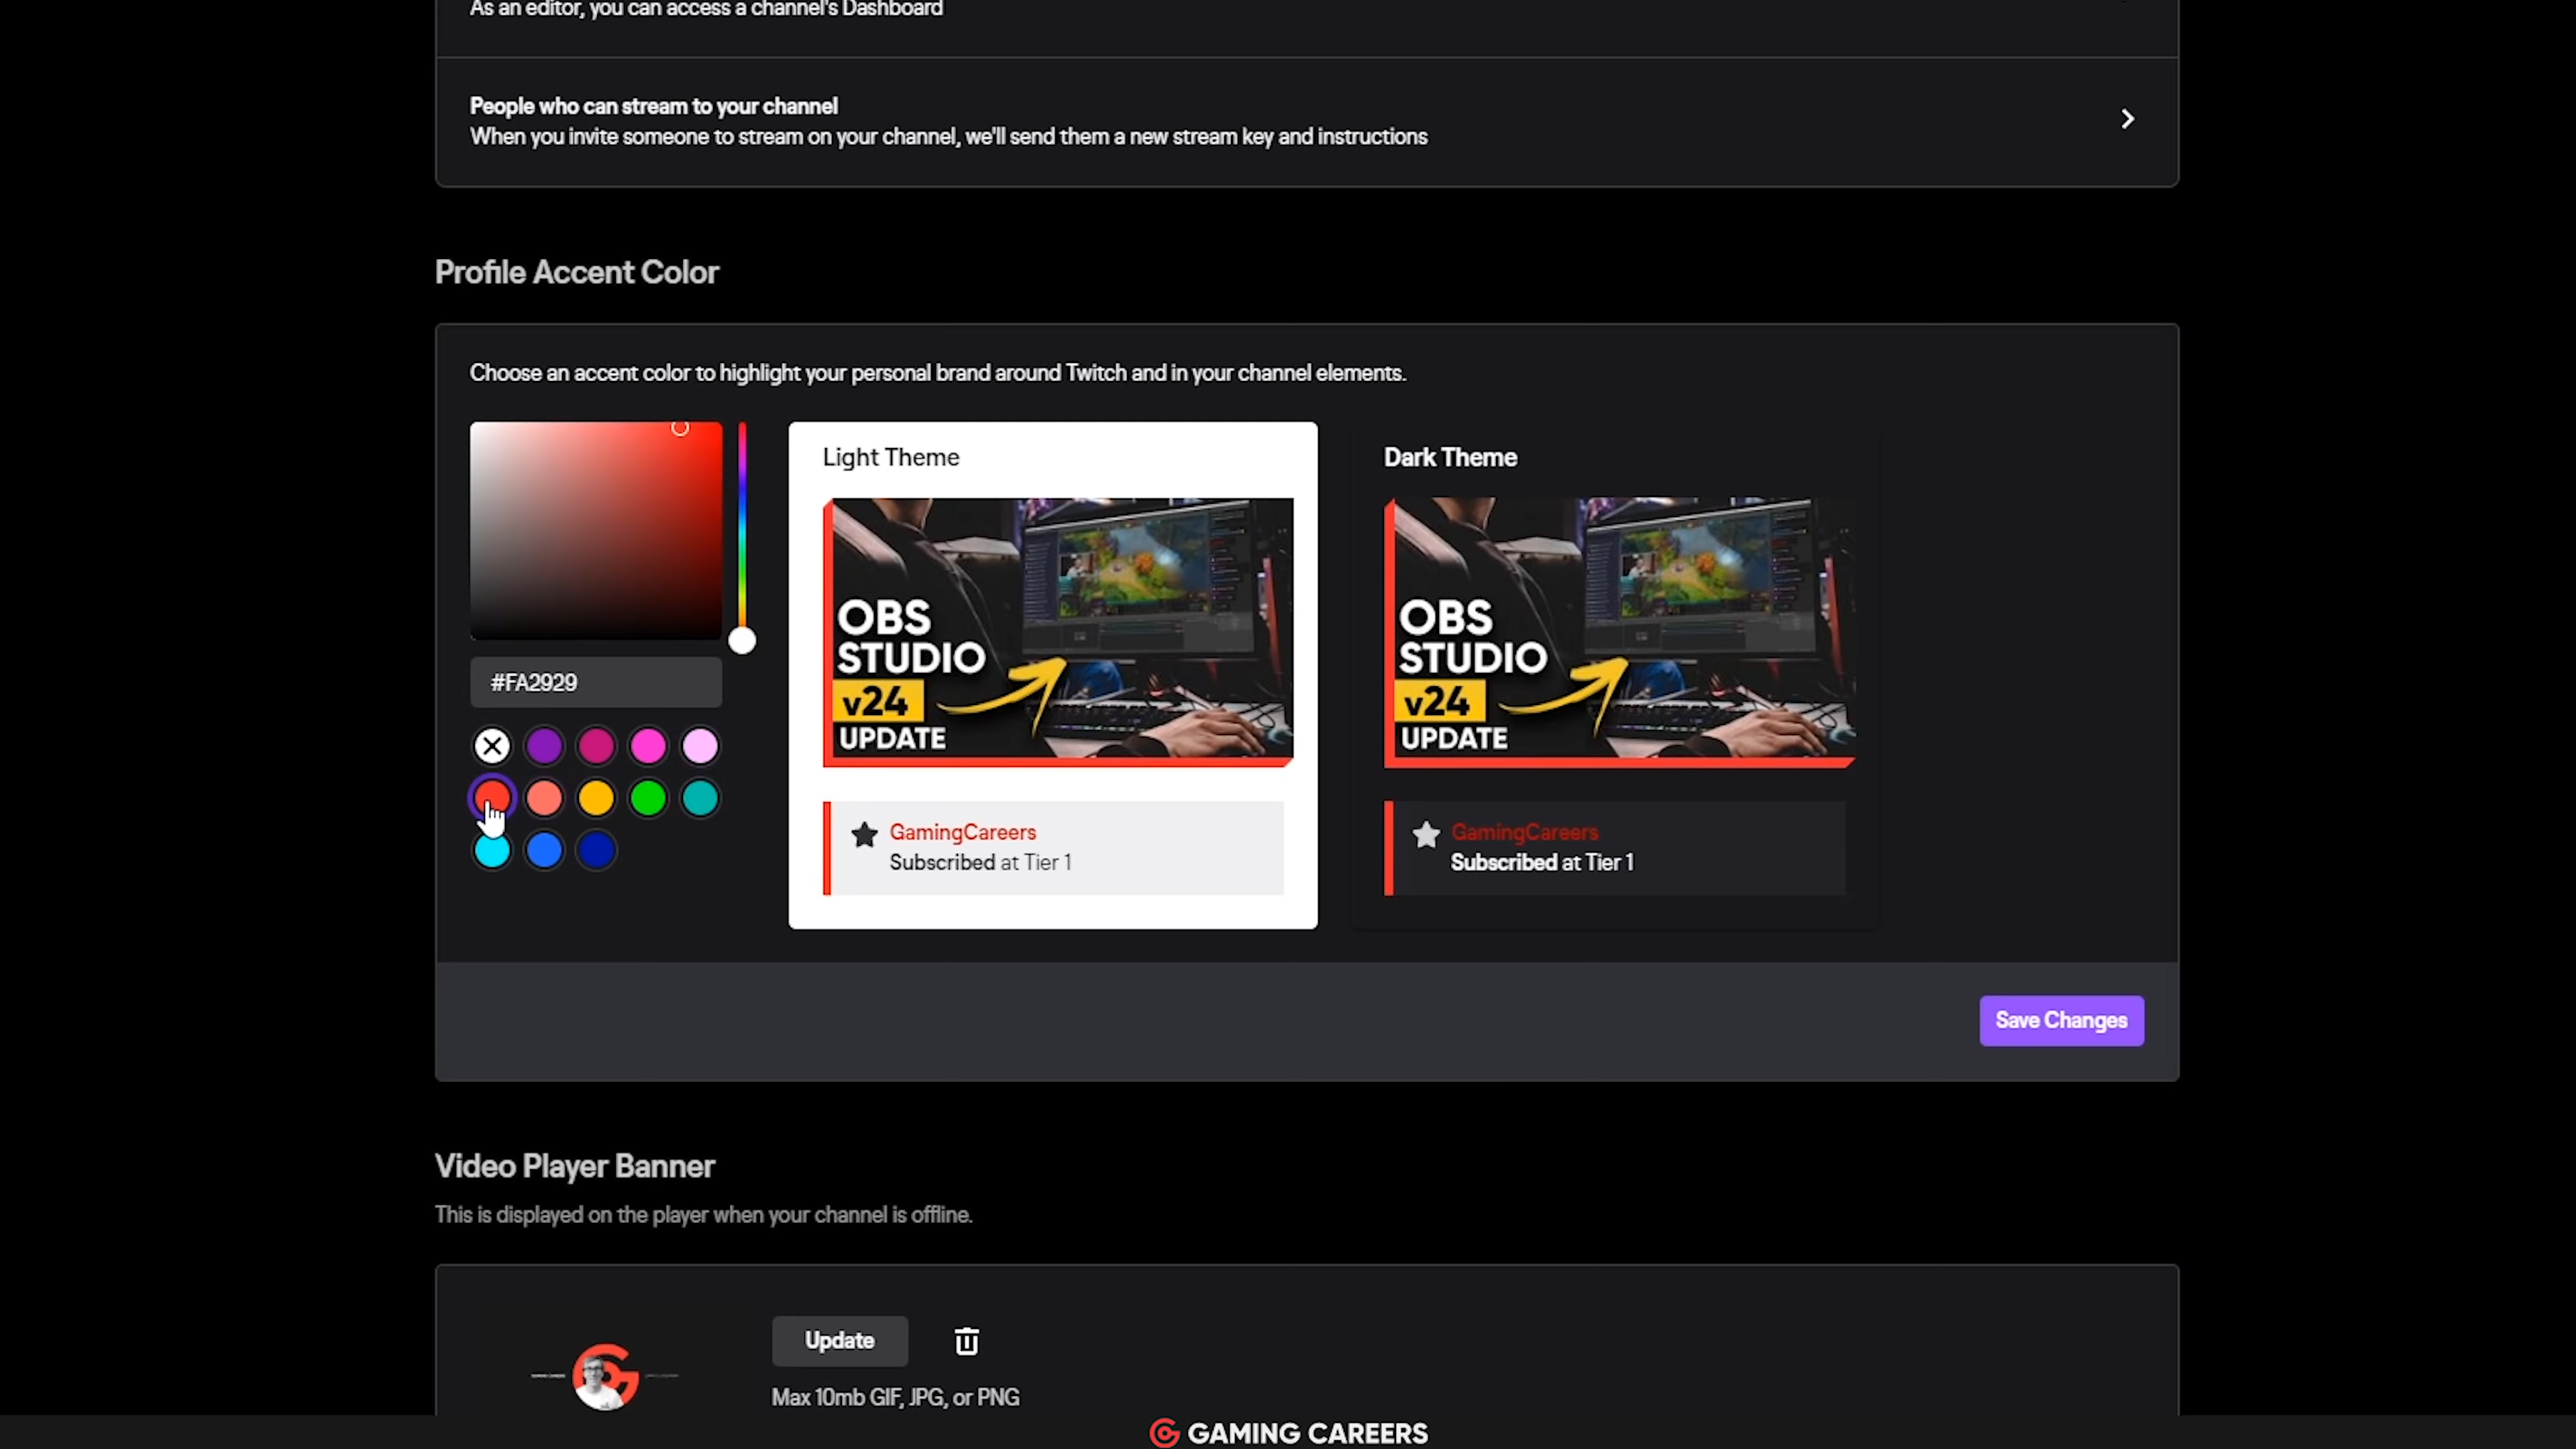 As an editor, you can access a channel's Dashboard
People who can stream to your channel
When you invite someone to stream on your channel, we'll send them a new stream key and instructions
Profile Accent Color
Choose an accent color to highlight your personal brand around Twitch and in your channel elements.
Light Theme
OBS
STUDIO
v24
UPDATE
GamingCareers
Subscribed at Tier 1
Dark Theme
OBS
STUDIO
v24
UPDATE
GamingCareers
Subscribed at Tier 1
#FA2929
Save Changes
Video Player Banner
This is displayed on the player when your channel is offline.
Update
Max 10mb GIF, JPG, or PNG
GAMING CAREERS